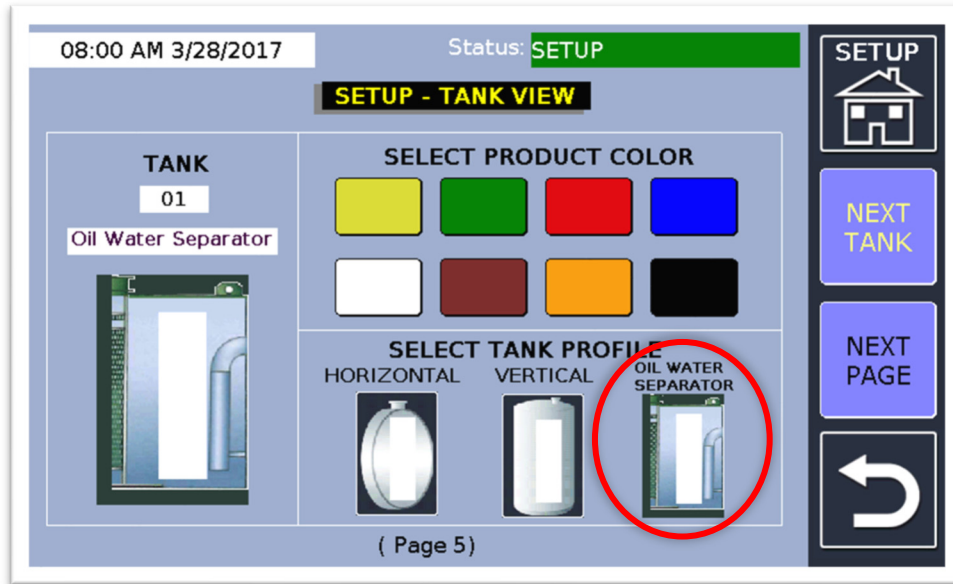 08:00 AM 3/28/2017
Status: SETUP
SETUP - TANK VIEW
TANK
01
Oil Water Separator
SELECT PRODUCT COLOR
SELECT TANK PROFILE
HORIZONTAL
VERTICAL
OIL WATER
SEPARATOR
( Page 5)
SETUP
NEXT
TANK
NEXT
PAGE